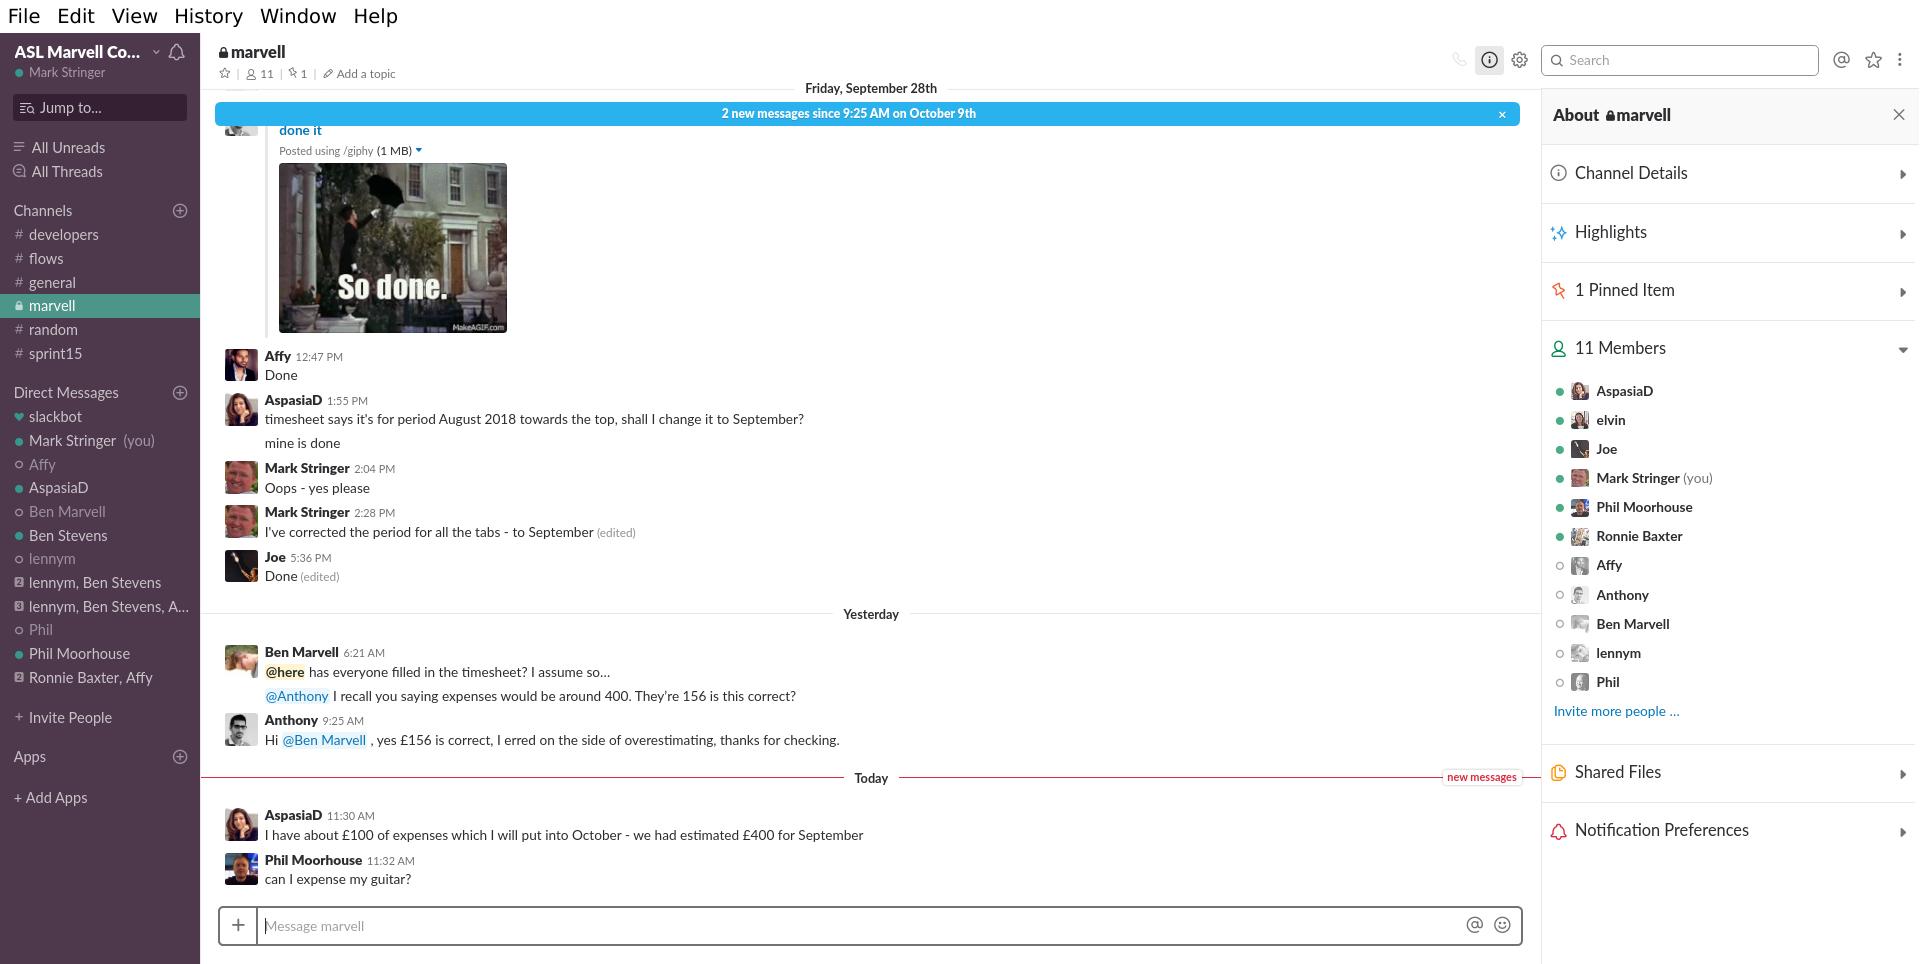 File Edit View History Window Help
ASL Marvell Co...
Mark Stringer
Jump to...
All Unreads
All Threads
Channels
# developers
# flows
# general
marvell
# random
# sprint15
Direct Messages
slackbot
Mark Stringer (you)
Affy
AspasiaD
Ben Marvell
Ben Stevens
lennym
2 lennym, Ben Stevens
3 lennym, Ben Stevens, A...
Phil
Phil Moorhouse
2 Ronnie Baxter, Affy
+ Invite People
Apps
+ Add Apps
marvell
11 | 1 | Add a topic
Search
Friday, September 28th
2 new messages since 9:25 AM on October 9th ×
done it
Posted using /giphy (1 MB)
So done.
MakeAGIF.com
Affy 12:47 PM
Done
AspasiaD 1:55 PM
timesheet says it's for period August 2018 towards the top, shall I change it to September?
mine is done
Mark Stringer 2:04 PM
Oops - yes please
Mark Stringer 2:28 PM
I've corrected the period for all the tabs - to September (edited)
Joe 5:36 PM
Done (edited)
Yesterday
Ben Marvell 6:21 AM
@here has everyone filled in the timesheet? I assume so...
@Anthony I recall you saying expenses would be around 400. They're 156 is this correct?
Anthony 9:25 AM
Hi @Ben Marvell , yes £156 is correct, I erred on the side of overestimating, thanks for checking.
Today
new messages
AspasiaD 11:30 AM
I have about £100 of expenses which I will put into October - we had estimated £400 for September
Phil Moorhouse 11:32 AM
can I expense my guitar?
+ Message marvell @
About marvell
Channel Details
Highlights
1 Pinned Item
11 Members
AspasiaD
elvin
Joe
Mark Stringer (you)
Phil Moorhouse
Ronnie Baxter
Affy
Anthony
Ben Marvell
lennym
Phil
Invite more people ...
Shared Files
Notification Preferences